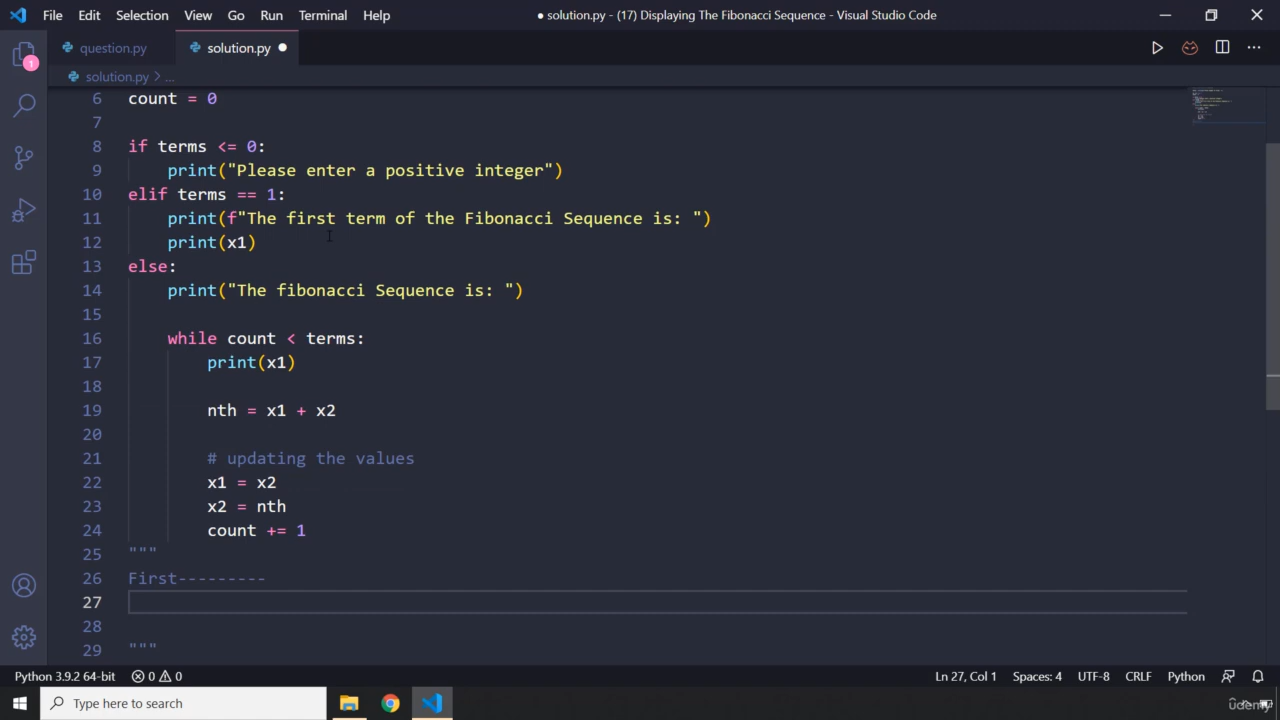 File Edit Selection View Go Run Terminal Help ● solution.py - (17) Displaying The Fibonacci Sequence - Visual Studio Code
question.py solution.py ●
solution.py > ...
6 count = 0
7
8 if terms <= 0:
9 print("Please enter a positive integer")
10 elif terms == 1:
11 print(f"The first term of the Fibonacci Sequence is: ")
12 print(x1)
13 else:
14 print("The fibonacci Sequence is: ")
15
16 while count < terms:
17 print(x1)
18
19 nth = x1 + x2
20
21 # updating the values
22 x1 = x2
23 x2 = nth
24 count += 1
25 """
26 First---------
27
28
29 """
1
Python 3.9.2 64-bit 0 0 Ln 27, Col 1 Spaces: 4 UTF-8 CRLF Python
Type here to search
udemy